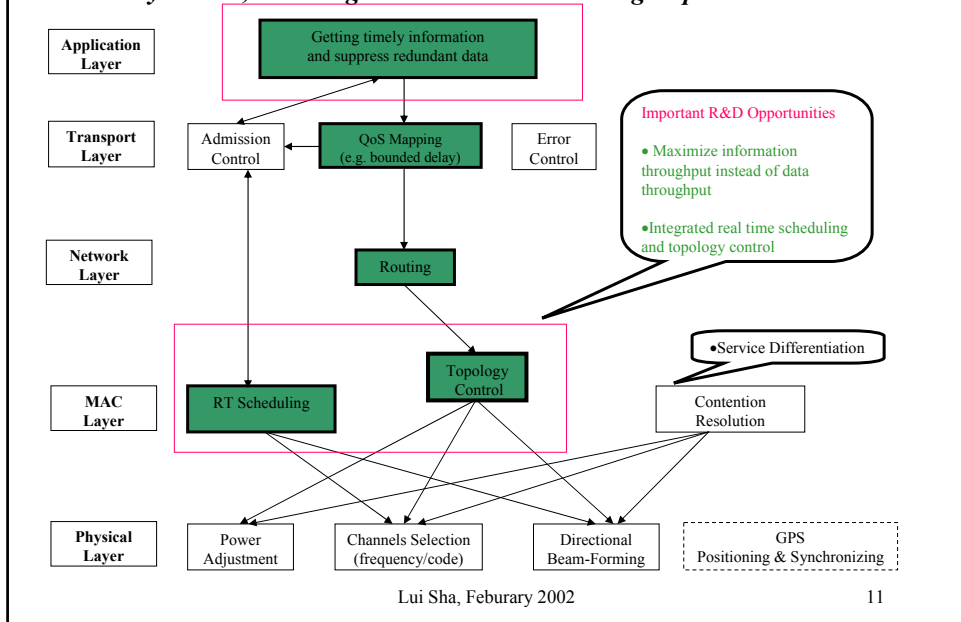 Application
Layer
Getting timely information
and suppress redundant data
Important R&D Opportunities
• Maximize information
throughput instead of data
throughput
•Integrated real time scheduling
and topology control
Transport
Layer
Admission
Control
QoS Mapping
(e.g. bounded delay)
Error
Control
Network
Layer
Routing
•Service Differentiation
MAC
Layer
RT Scheduling
Topology
Control
Contention
Resolution
Physical
Layer
Power
Adjustment
Channels Selection
(frequency/code)
Directional
Beam-Forming
GPS
Positioning & Synchronizing
Lui Sha, Feburary 2002
11